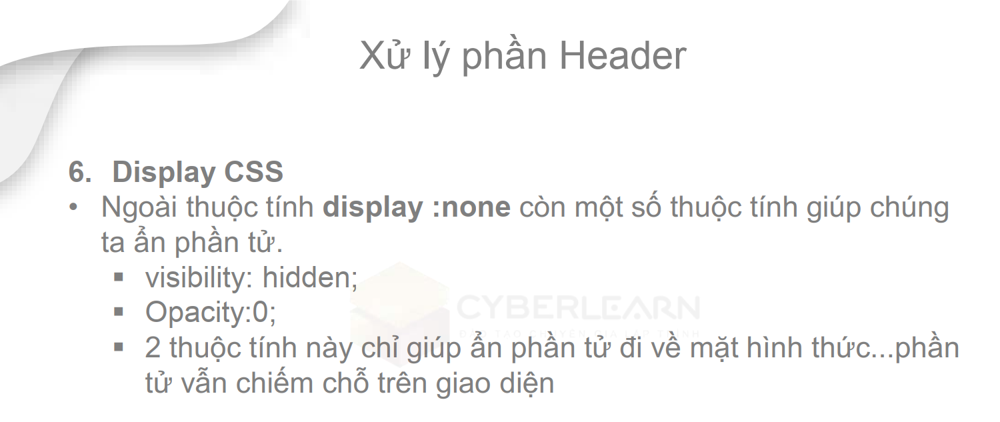 Xử lý phần Header
6. Display CSS
• Ngoài thuộc tính display :none còn một số thuộc tính giúp chúng
ta ẩn phần tử.
▪ visibility: hidden;
▪ Opacity:0;
CYBERLEARN
ĐÀO TẠO CHUYÊN GIA LẬP TRÌNH
▪ 2 thuộc tính này chỉ giúp ẩn phần tử đi về mặt hình thức...phần
tử vẫn chiếm chỗ trên giao diện